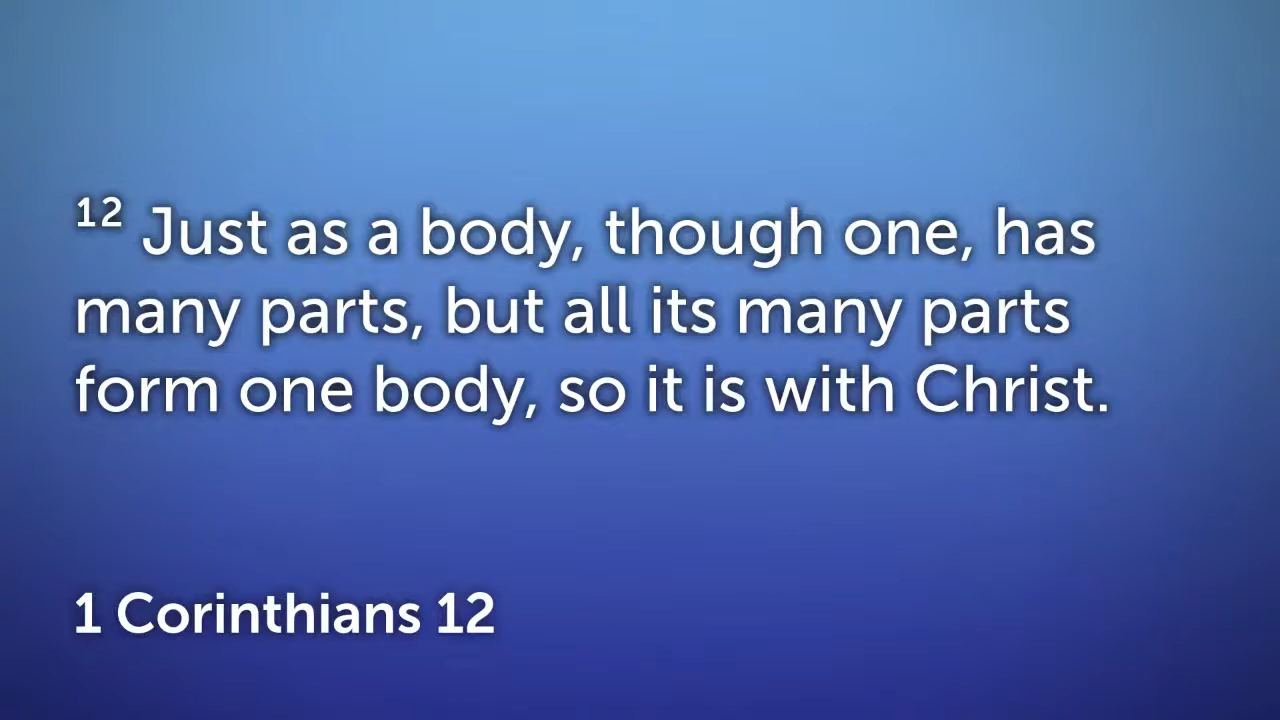 12 Just as a body, though one, has
many parts, but all its many parts
form one body, so it is with Christ.
1 Corinthians 12